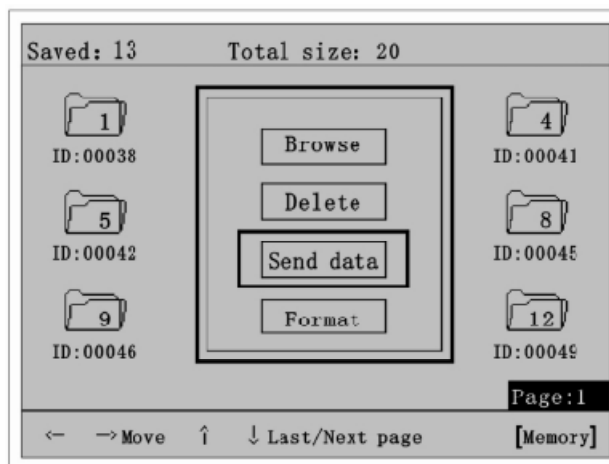 Saved: 13 Total size: 20
1 4
ID:00038 Browse ID:00041
Delete
5 8
ID:00042 Send data ID:00045
9 Format 12
ID:00046 ID:00049
Page:1
← →Move ↑ ↓Last/Next page [Memory]